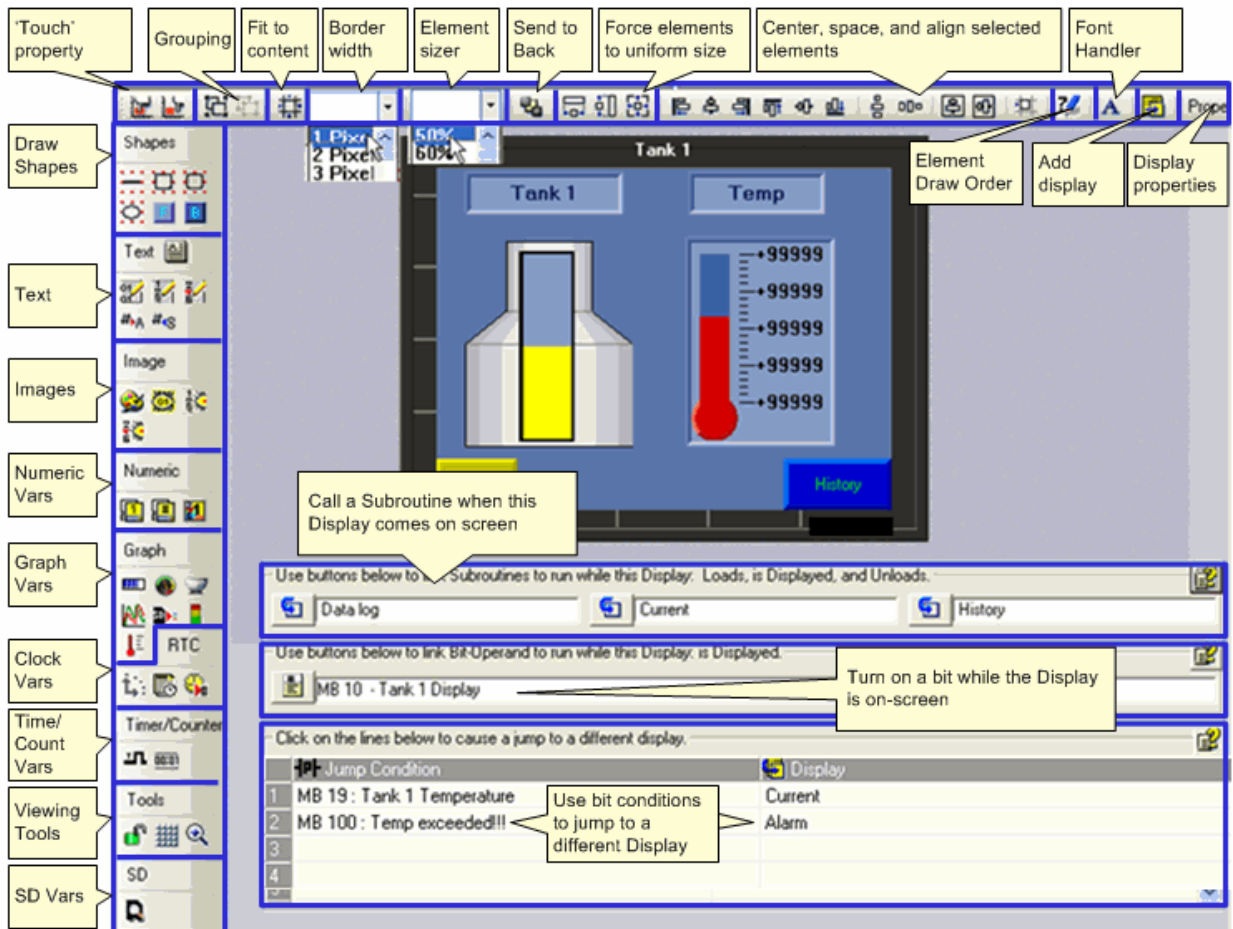 'Touch'
property
Grouping
Fit to
content
Border
width
Element
sizer
Send to
Back
Force elements
to uniform size
Center, space, and align selected
elements
Font
Handler
Prope
1 Pixel
2 Pixels
3 Pixel
50%
60%
Element
Draw Order
Add
display
Display
properties
Draw
Shapes
Shapes
Tank 1
Tank 1
Temp
+99999
+99999
+99999
+99999
+99999
History
Text
Text
Images
Image
Numeric
Vars
Numeric
Call a Subroutine when this
Display comes on screen
Graph
Vars
Graph
Use buttons below to link Subroutines to run while this Display: Loads, is Displayed, and Unloads.
Data log
Current
History
Clock
Vars
RTC
Use buttons below to link Bit-Operand to run while this Display: is Displayed.
MB 10 - Tank 1 Display
Turn on a bit while the Display
is on-screen
Time/
Count
Vars
Timer/Counter
Click on the lines below to cause a jump to a different display.
Jump Condition
Display
1
MB 19 : Tank 1 Temperature
Current
2
MB 100 : Temp exceeded!!!
Alarm
3
4
Use bit conditions
to jump to a
different Display
Viewing
Tools
Tools
SD Vars
SD